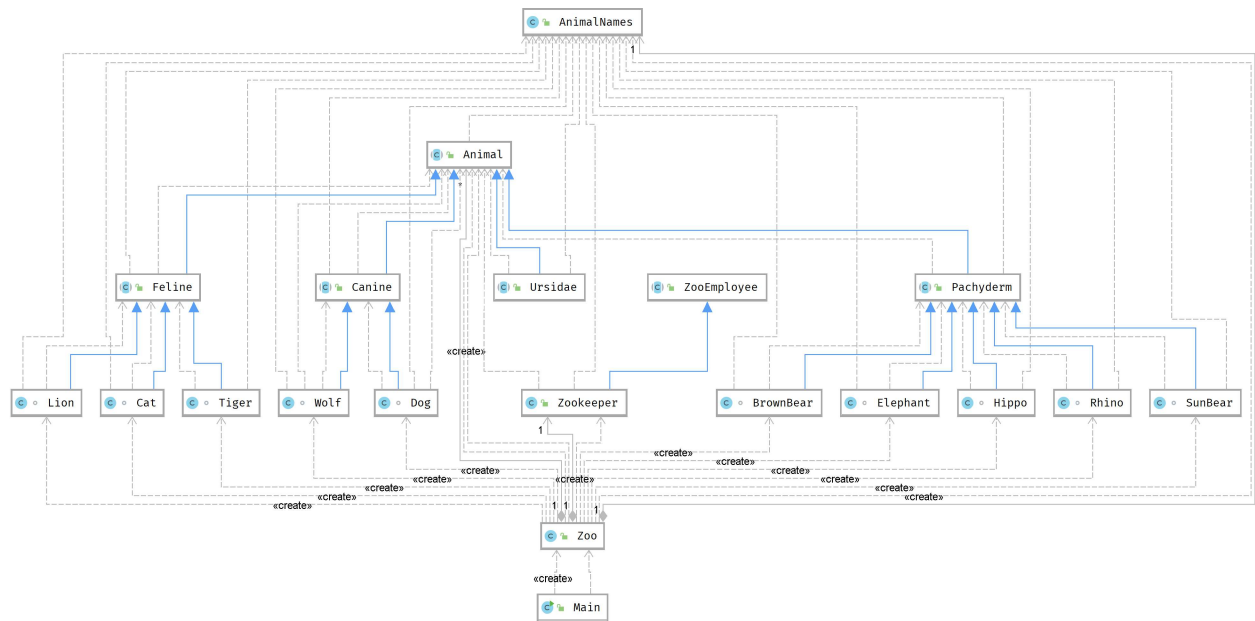 AnimalNames
1
Animal
*
Feline
Canine
Ursidae
ZooEmployee
Pachyderm
«create»
Lion
Cat
Tiger
Wolf
Dog
Zookeeper
BrownBear
Elephant
Hippo
Rhino
SunBear
1
«create»
«create» «create» «create»
«create» «create» «create»
«create» «create»
«create» 1 1 1
Zoo
«create»
Main